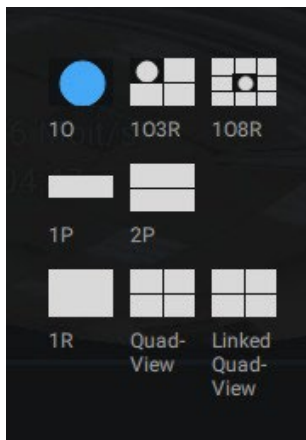 1O 1O3R 1O8R
1P 2P
1R Quad- Linked
View Quad-
View